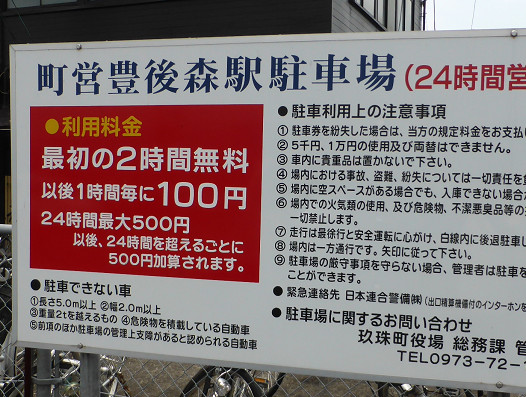 町営豊後森駅駐車場(24時間営
●利用料金
最初の2時間無料
以後1時間毎に100円
24時間最大500円
以後、24時間を超えるごとに
500円加算されます。
●駐車できない車
①長さ5.0m以上 ②幅2.0m以上
③重量2tを越えるもの ④危険物を積載している自動車
⑤前項のほか駐車場の管理上支障があると認められる自動車
●駐車利用上の注意事項
①駐車券を紛失した場合は、当方の規定料金をお支払い
②5千円、1万円の使用及び両替はできません。
③車内に貴重品は置かないで下さい。
④場内における事故、盗難、紛失については一切責任を
⑤場内に空スペースがある場合でも、入庫できない場合が
⑥場内での火気類の使用、及び危険物、不潔悪臭品等の
一切禁止します。
⑦走行は最徐行と安全運転に心がけ、白線内に後退駐車し
⑧場内は一方通行です。矢印に従って下さい。
⑨駐車場の厳守事項を守らない場合、管理者は駐車を
ことができます。
●緊急連絡先 日本連合警備㈱(出口精算機備付のインターホンを
●駐車場に関するお問い合わせ
玖珠町役場 総務課 管
TEL0973-72-1